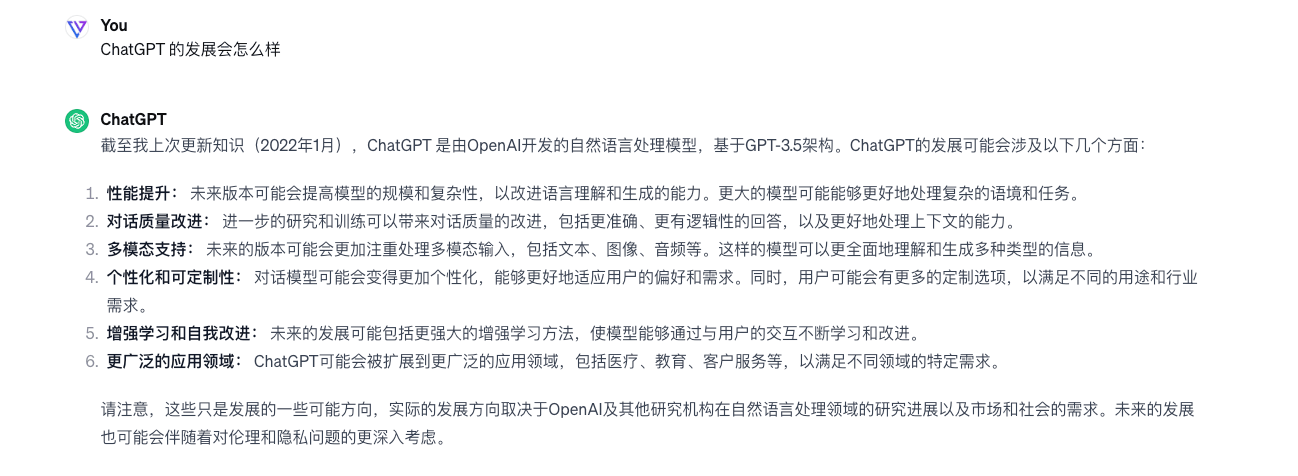 You
ChatGPT 的发展会怎么样
ChatGPT
截至我上次更新知识（2022年1月），ChatGPT 是由OpenAI开发的自然语言处理模型，基于GPT-3.5架构。ChatGPT的发展可能会涉及以下几个方面：
1. 性能提升： 未来版本可能会提高模型的规模和复杂性，以改进语言理解和生成的能力。更大的模型可能能够更好地处理复杂的语境和任务。
2. 对话质量改进： 进一步的研究和训练可以带来对话质量的改进，包括更准确、更有逻辑性的回答，以及更好地处理上下文的能力。
3. 多模态支持： 未来的版本可能会更加注重处理多模态输入，包括文本、图像、音频等。这样的模型可以更全面地理解和生成多种类型的信息。
4. 个性化和可定制性： 对话模型可能会变得更加个性化，能够更好地适应用户的偏好和需求。同时，用户可能会有更多的定制选项，以满足不同的用途和行业
需求。
5. 增强学习和自我改进： 未来的发展可能包括更强大的增强学习方法，使模型能够通过与用户的交互不断学习和改进。
6. 更广泛的应用领域： ChatGPT可能会被扩展到更广泛的应用领域，包括医疗、教育、客户服务等，以满足不同领域的特定需求。
请注意，这些只是发展的一些可能方向，实际的发展方向取决于OpenAI及其他研究机构在自然语言处理领域的研究进展以及市场和社会的需求。未来的发展
也可能会伴随着对伦理和隐私问题的更深入考虑。